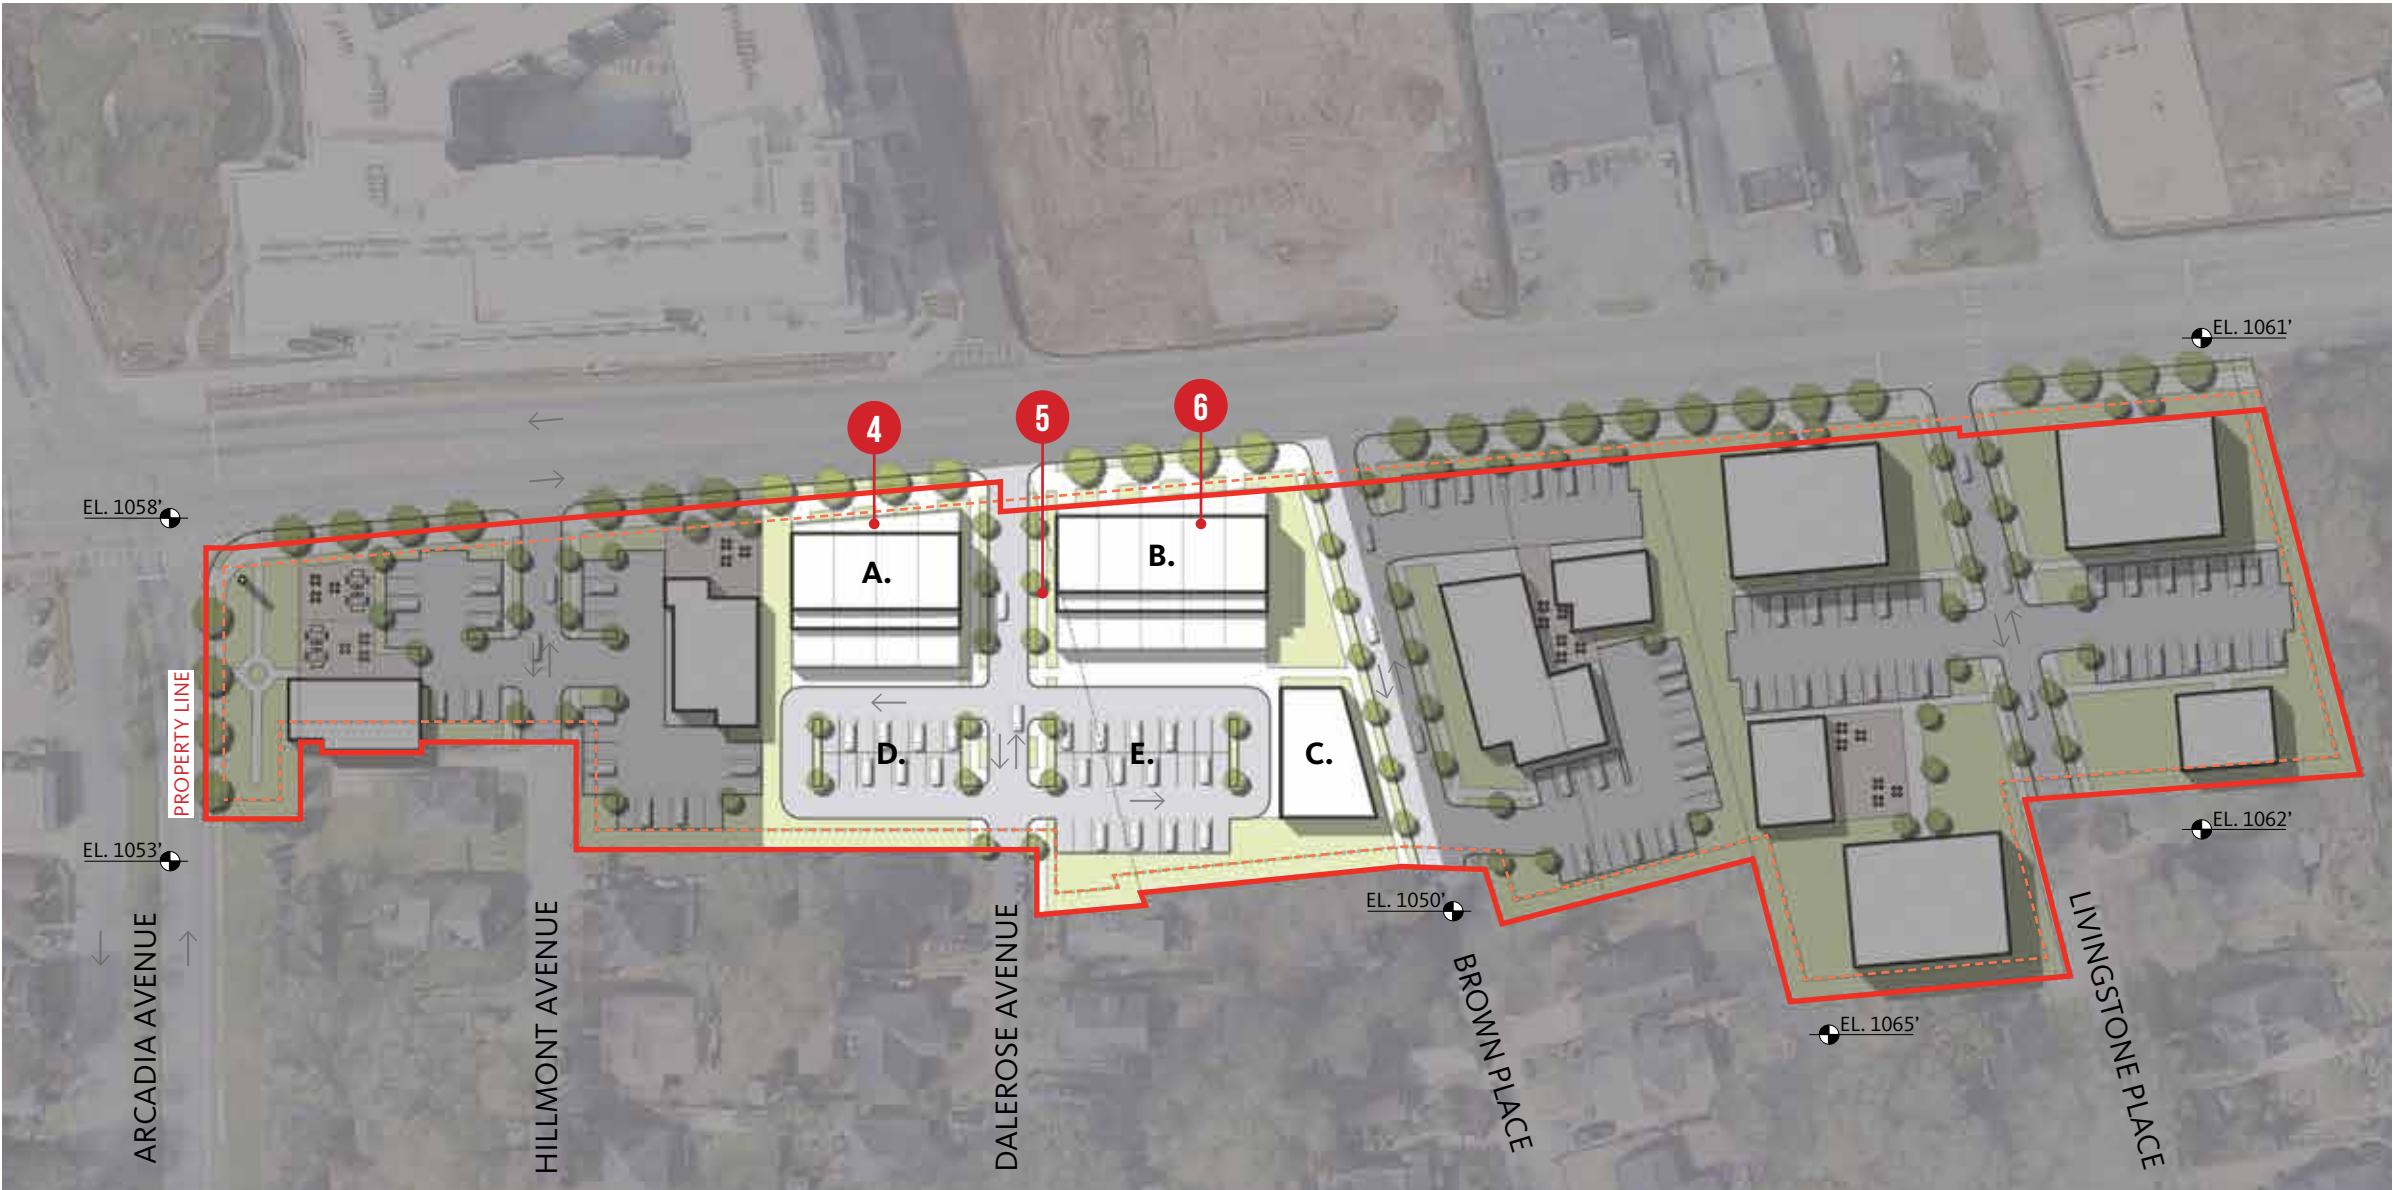 EL. 1061’
4
5
6
EL. 1058’
A.
B.
PROPERTY LINE
D.
E.
C.
EL. 1053’
EL. 1062’
EL. 1050’
EL. 1065’
ARCADIA AVENUE
HILLMONT AVENUE
DALEROSE AVENUE
BROWN PLACE
LIVINGSTONE PLACE